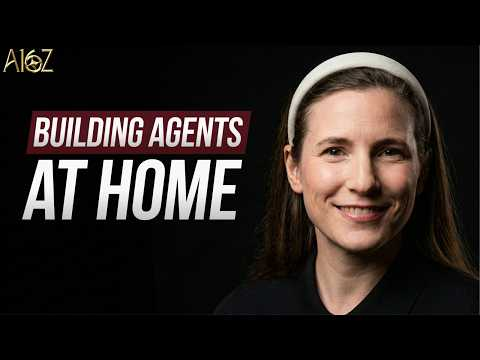 A16Z
BUILDING AGENTS
AT HOME